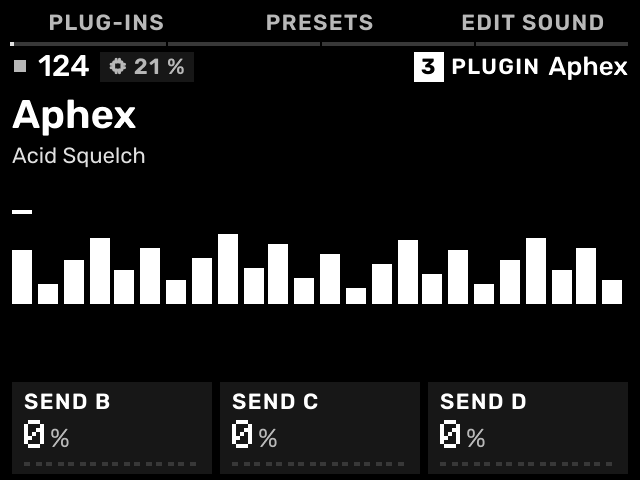 PLUG-INS PRESETS EDIT SOUND
124 21 % 3 PLUGIN Aphex
Aphex
Acid Squelch
SEND B SEND C SEND D
0 % 0 % 0 %